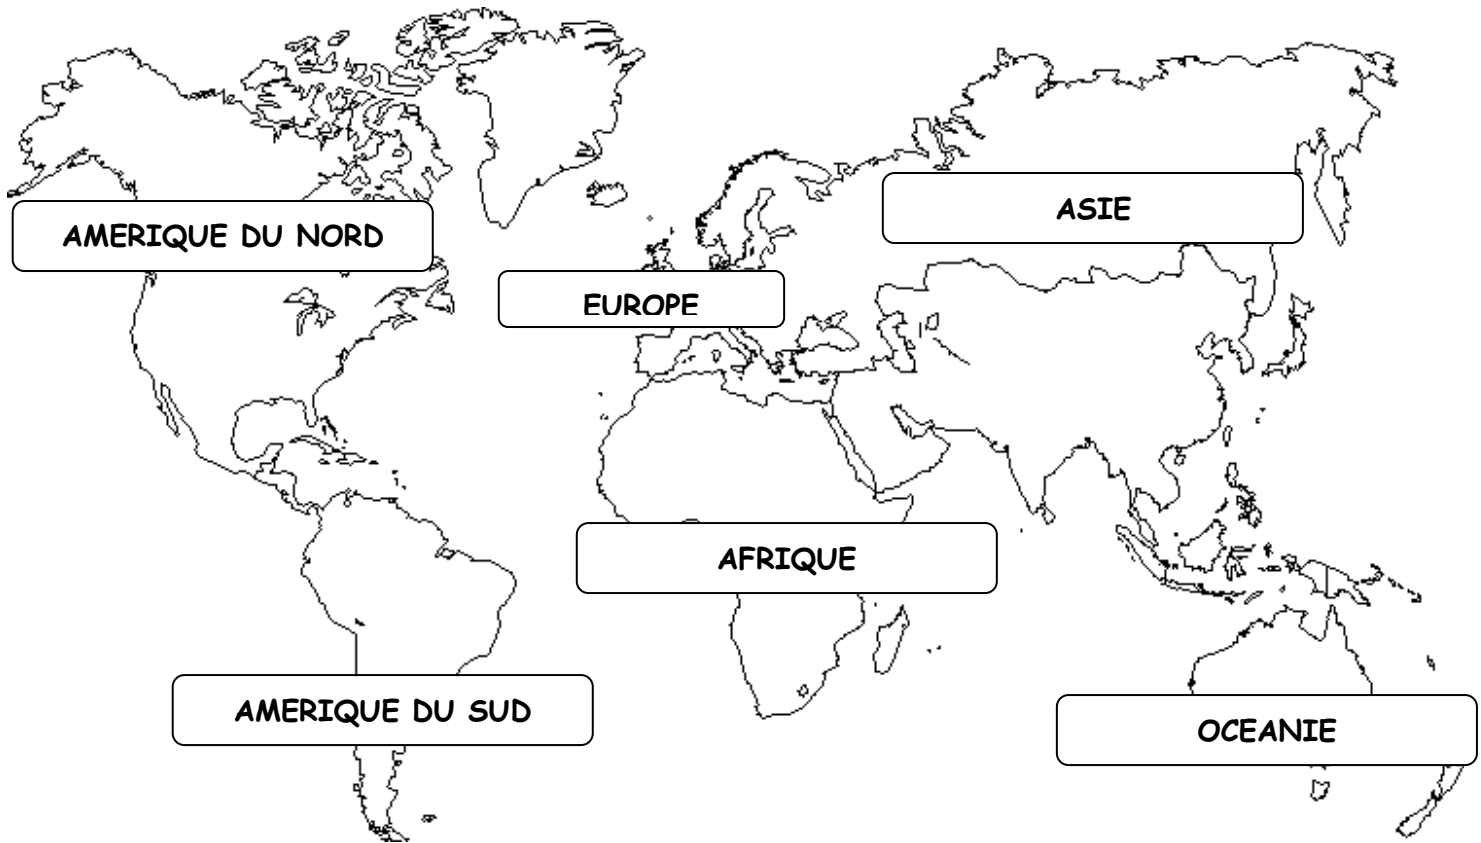 ASIE
AMERIQUE DU NORD
EUROPE
AFRIQUE
AMERIQUE DU SUD
OCEANIE